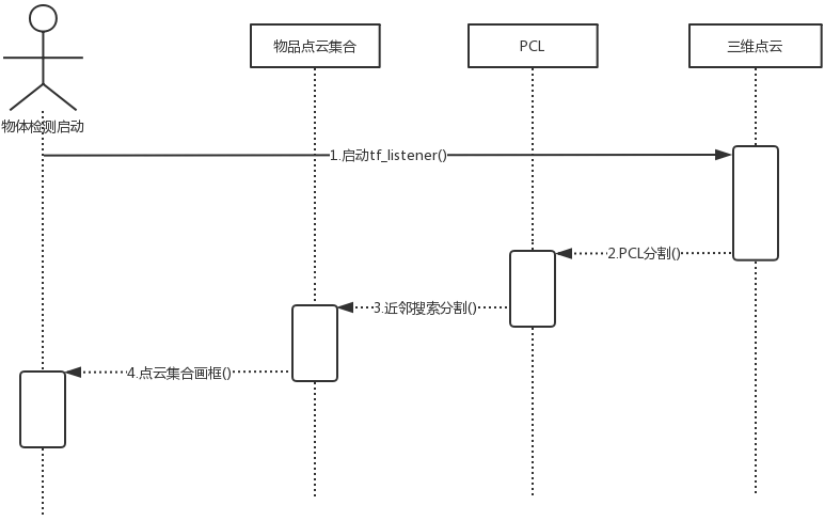 物品点云集合
PCL
三维点云
物体检测启动
1.启动tf_listener()
2.PCL分割()
3.近邻搜索分割()
4.点云集合画框()